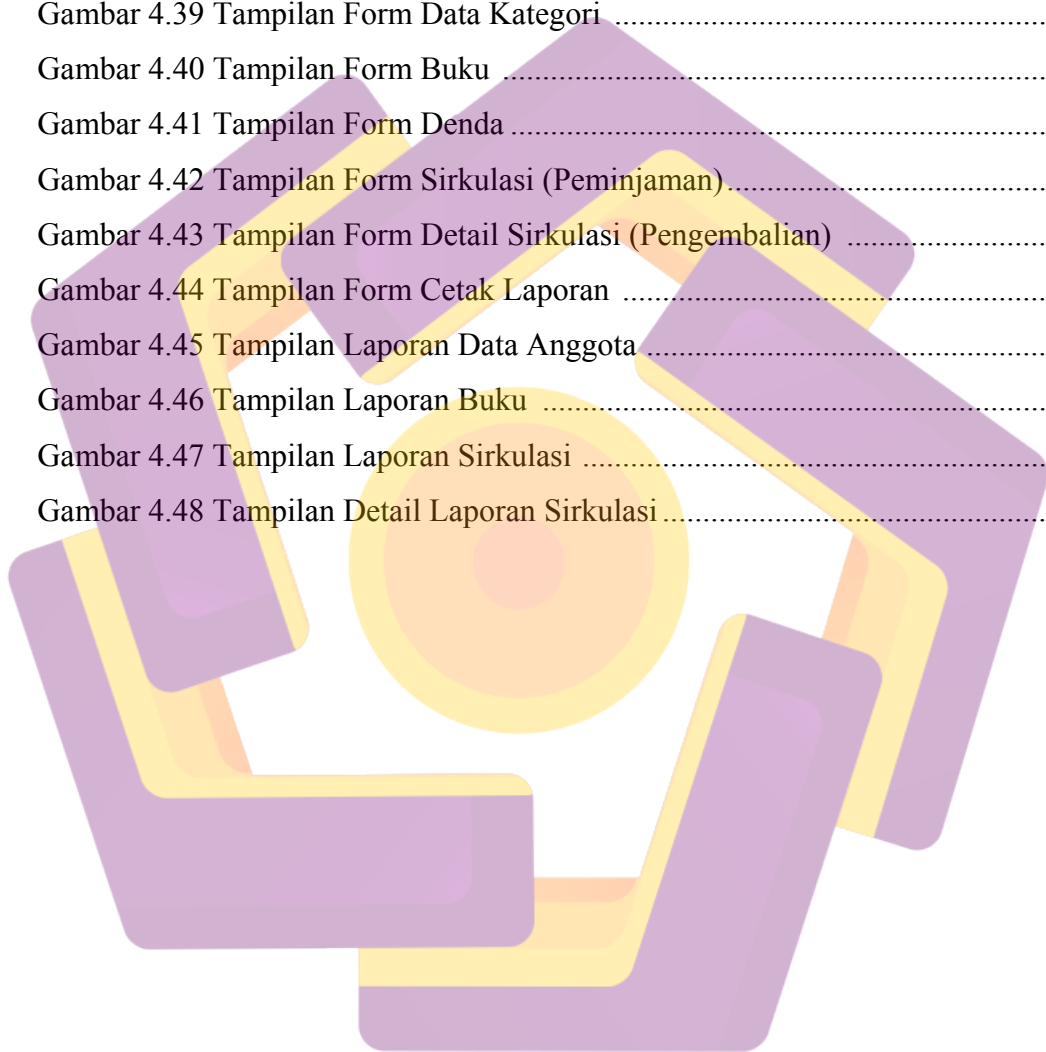 Gambar 4.39 Tampilan Form Data Kategori ........................................................
Gambar 4.40 Tampilan Form Buku ......................................................................
Gambar 4.41 Tampilan Form Denda .....................................................................
Gambar 4.42 Tampilan Form Sirkulasi (Peminjaman)..........................................
Gambar 4.43 Tampilan Form Detail Sirkulasi (Pengembalian) ..........................
Gambar 4.44 Tampilan Form Cetak Laporan .......................................................
Gambar 4.45 Tampilan Laporan Data Anggota ....................................................
Gambar 4.46 Tampilan Laporan Buku .................................................................
Gambar 4.47 Tampilan Laporan Sirkulasi ............................................................
Gambar 4.48 Tampilan Detail Laporan Sirkulasi ..................................................